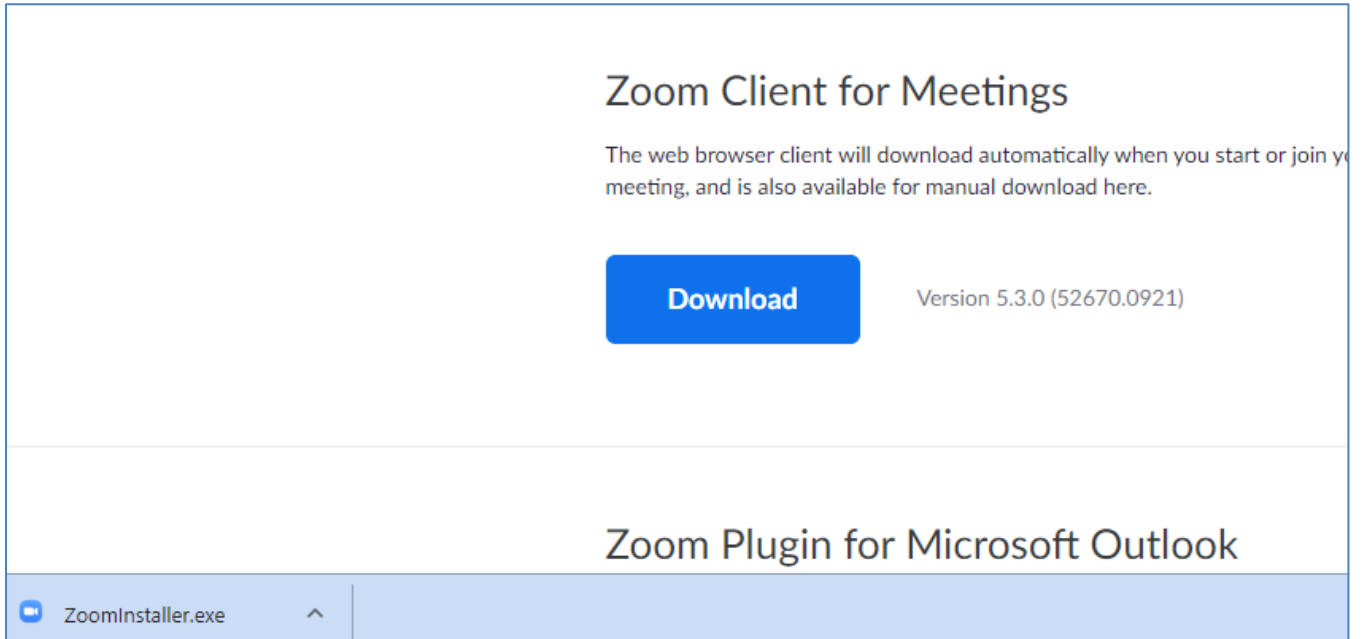 Zoom Client for Meetings
The web browser client will download automatically when you start or join
meeting, and is also available for manual download here.
Download
Version 5.3.0 (52670.0921)
Zoom Plugin for Microsoft Outlook
ZoomInstaller.exe